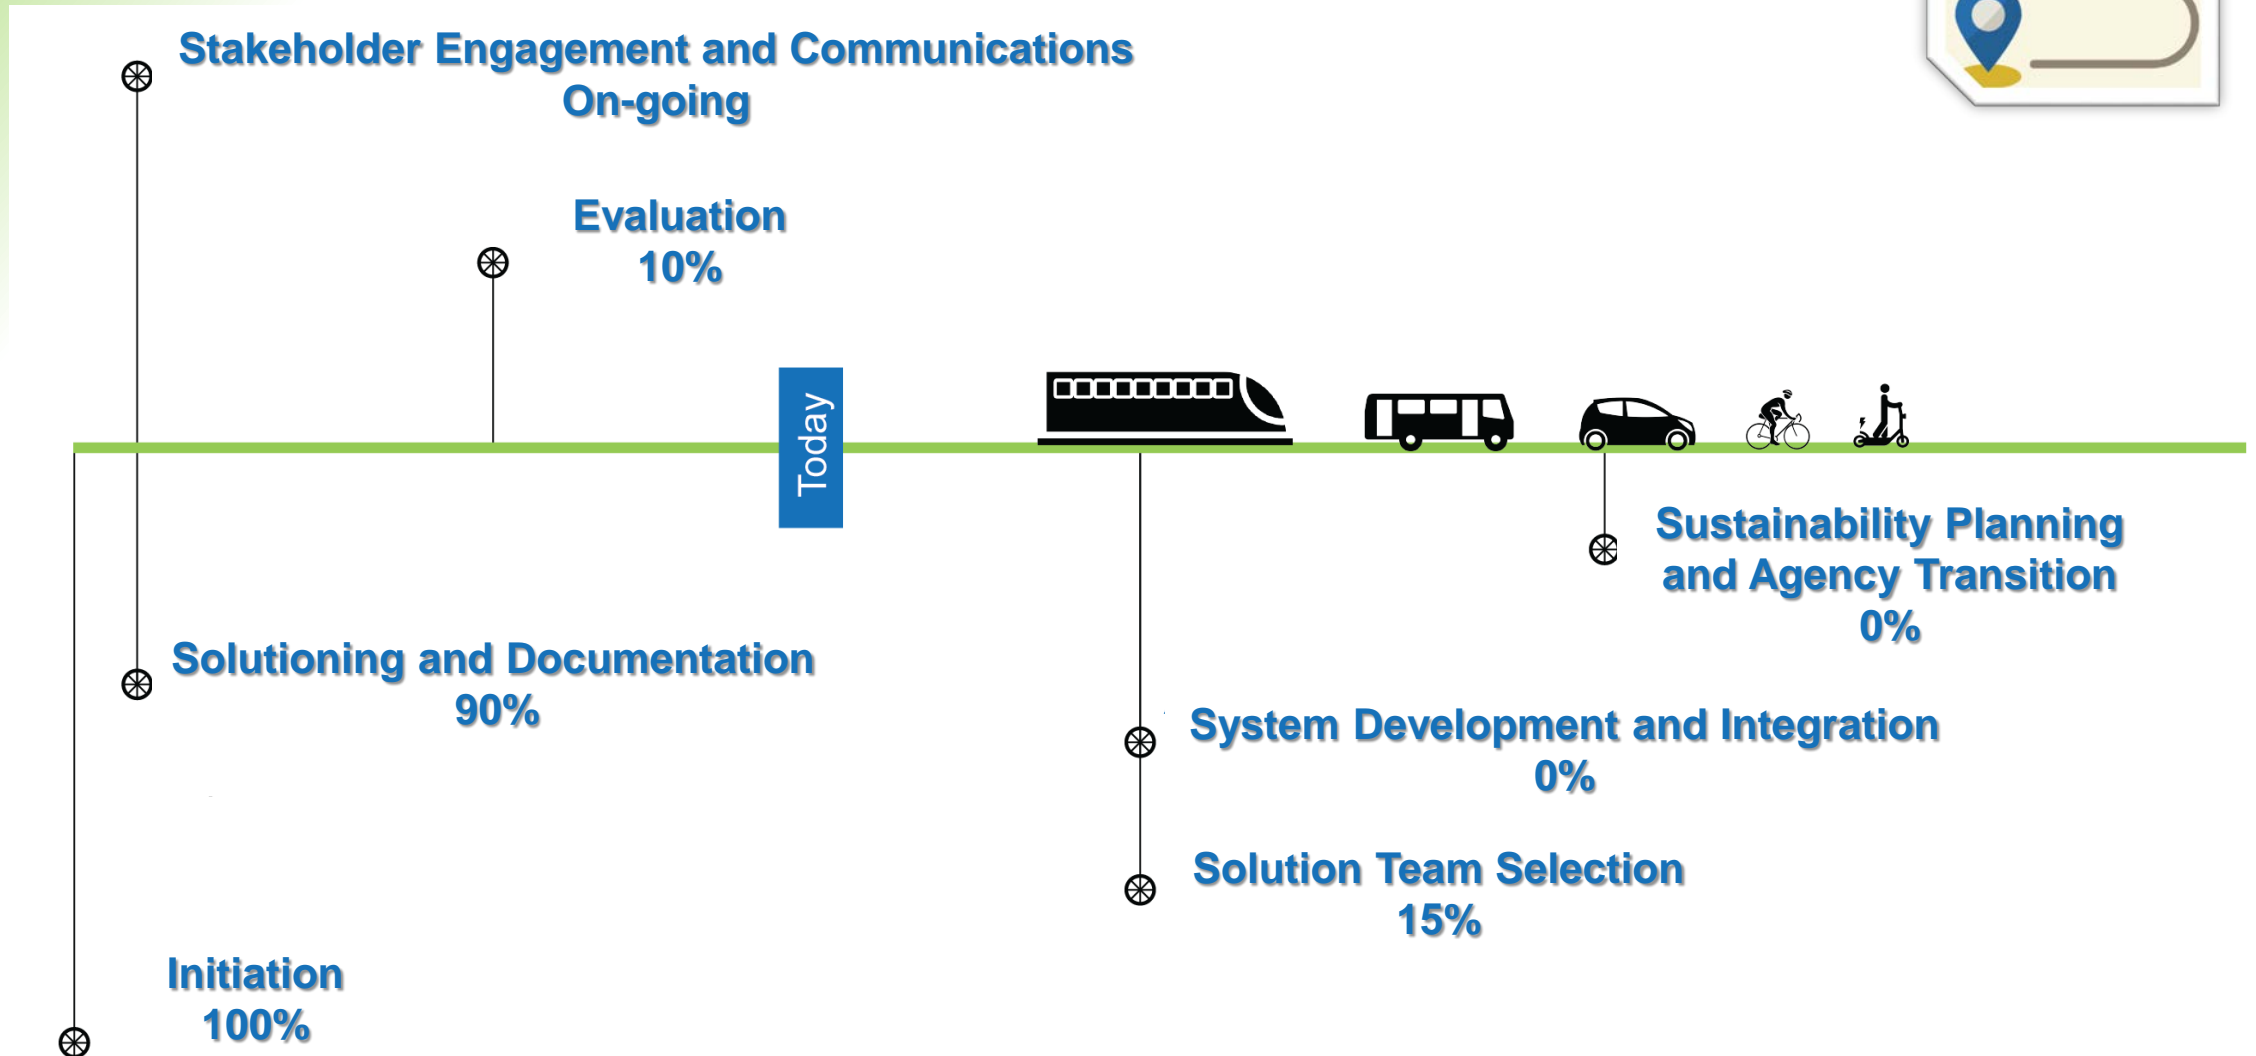 Stakeholder Engagement and Communications
On-going
Evaluation
10%
Today
Sustainability Planning
and Agency Transition
0%
Solutioning and Documentation
90%
System Development and Integration
0%
Solution Team Selection
15%
Initiation
100%